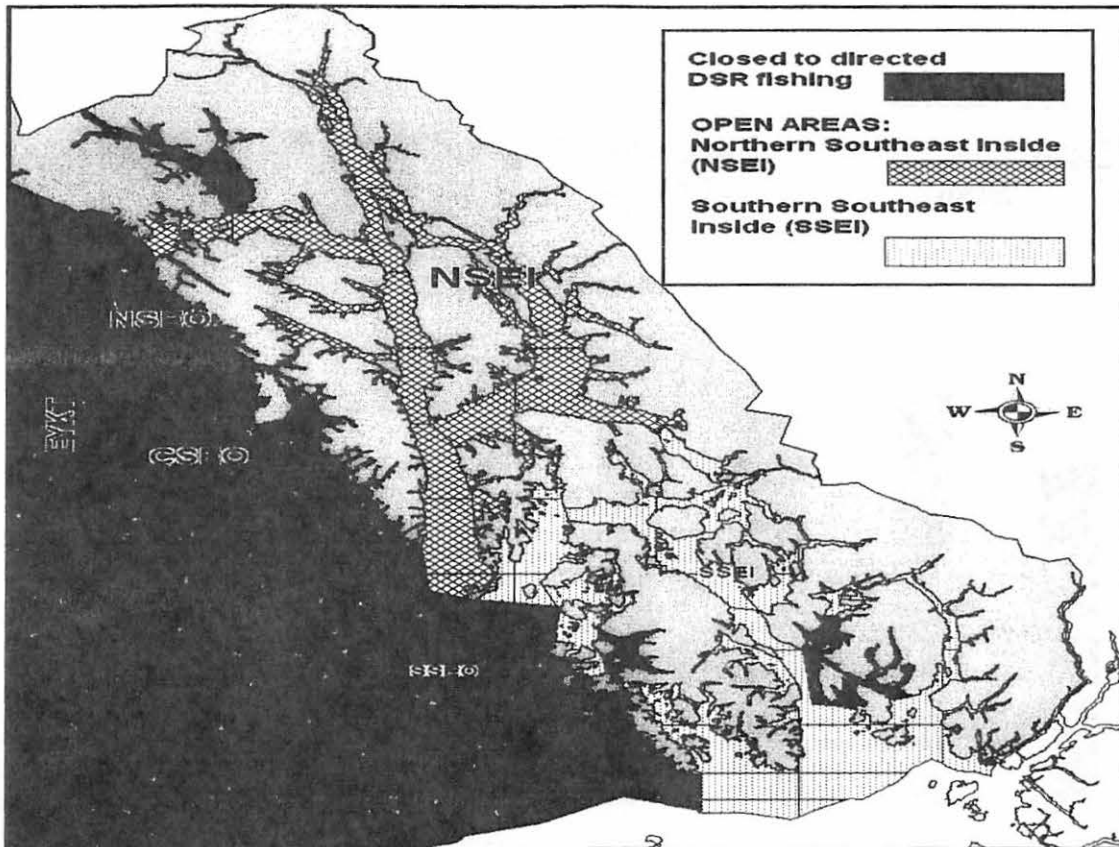 Closed to directed
DSR fishing
OPEN AREAS:
Northern Southeast Inside
(NSEI)
Southern Southeast
Inside (SSEI)
NSEI
NSEO
EYKT
CSEO
N
W E
S
SSEI
SSEO